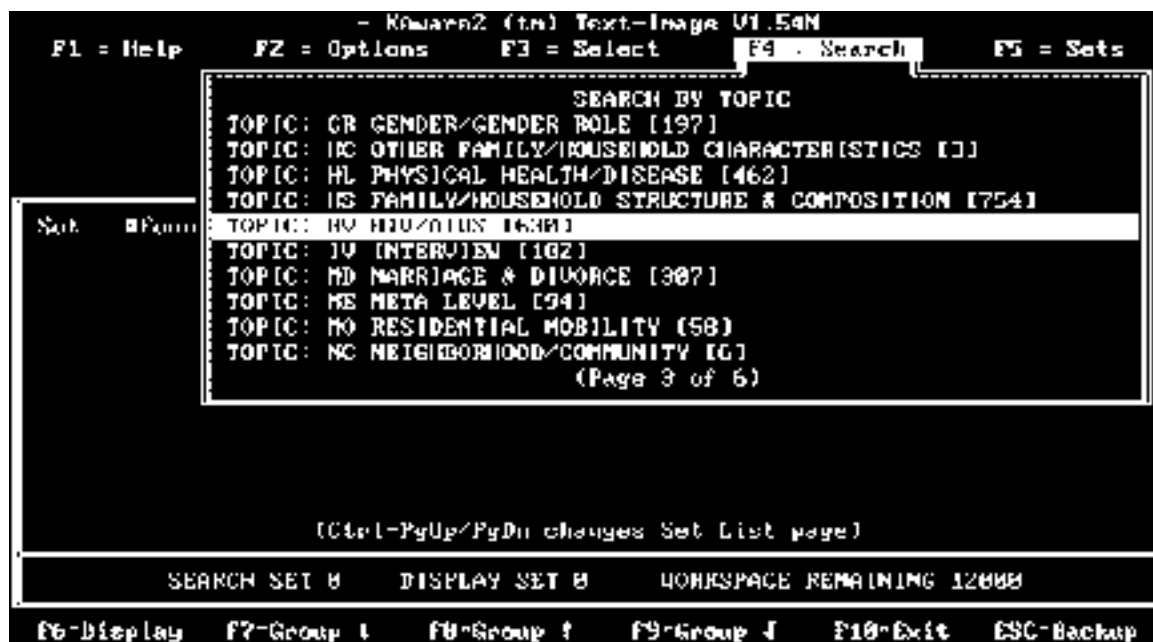 - KAware2 (tm) Text-Image V1.54N
F1 = Help F2 = Options F3 = Select F4 = Search F5 = Sets
SEARCH BY TOPIC
TOPIC: GR GENDER/GENDER ROLE [197]
TOPIC: HC OTHER FAMILY/HOUSEHOLD CHARACTERISTICS [3]
TOPIC: HL PHYSICAL HEALTH/DISEASE [462]
TOPIC: HS FAMILY/HOUSEHOLD STRUCTURE & COMPOSITION [754]
Set
TOPIC: HV HIV/AIDS
TOPIC: IV INTERVIEW [102]
TOPIC: MD MARRIAGE & DIVORCE [307]
TOPIC: ME META LEVEL [94]
TOPIC: MO RESIDENTIAL MOBILITY [58]
TOPIC: NC NEIGHBORHOOD/COMMUNITY [6]
(Page 3 of 6)
(Ctrl-PgUp/PgDn changes Set List page)
SEARCH SET 0 DISPLAY SET 0 WORKSPACE REMAINING 12000
F6-Display F7-Group ↓ F8-Group ↑ F9-Group √ F10-Exit ESC-Backup